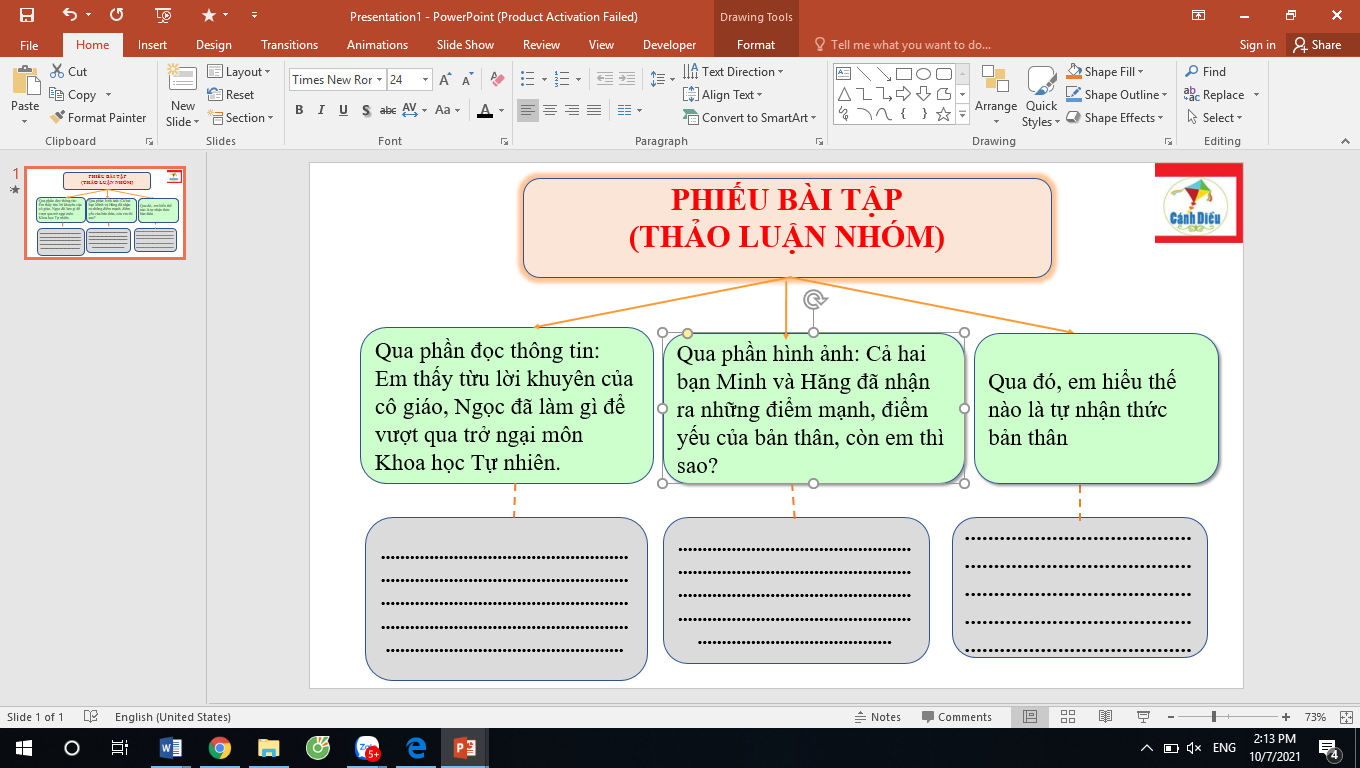 Presentation1 - PowerPoint (Product Activation Failed)
Drawing Tools
File Home Insert Design Transitions Animations Slide Show Review View Developer Format Tell me what you want to do... Sign in Share
Paste
Cut
Copy
Format Painter
Clipboard
New Slide
Layout
Reset
Section
Slides
Times New Ror 24
B I U S abc AV Aa A
Font
Text Direction
Align Text
Convert to SmartArt
Paragraph
Arrange
Quick Styles
Shape Fill
Shape Outline
Shape Effects
Drawing
Find
Replace
Select
Editing
1
PHIẾU BÀI TẬP
(THẢO LUẬN NHÓM)
Cánh Diều
Qua phần đọc thông tin:
Em thấy từu lời khuyên của
cô giáo, Ngọc đã làm gì để
vượt qua trở ngại môn
Khoa học Tự nhiên.
Qua phần hình ảnh: Cả hai
bạn Minh và Hăng đã nhận
ra những điểm mạnh, điểm
yếu của bản thân, còn em thì
sao?
Qua đó, em hiểu thế
nào là tự nhận thức
bản thân
Slide 1 of 1 English (United States) Notes Comments 73%
Zalo 5+
ENG
2:13 PM
10/7/2021
4